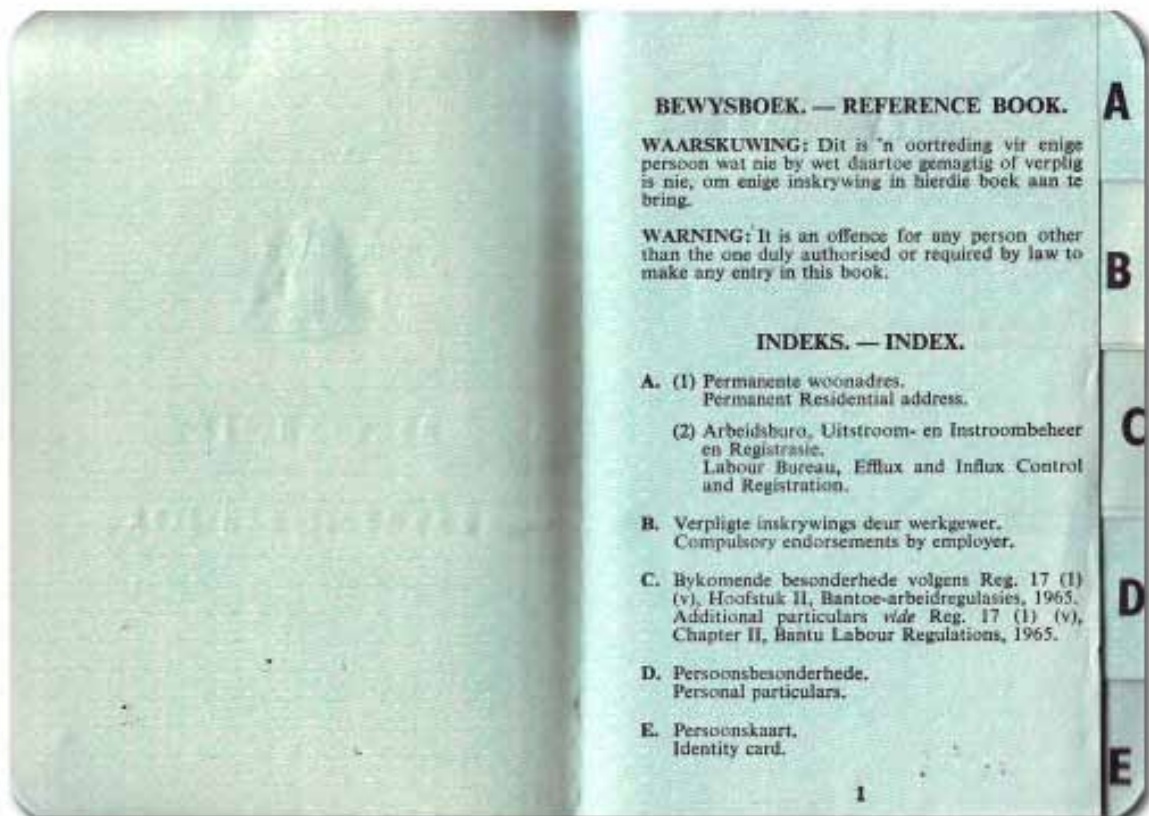 BEWYSBOEK. — REFERENCE BOOK.
WAARSKUWING: Dit is 'n oortreding vir enige
persoon wat nie by wet daartoe gemagtig of verplig
is nie, om enige inskrywing in hierdie boek aan te
bring.
WARNING: It is an offence for any person other
than the one duly authorised or required by law to
make any entry in this book.
INDEKS. — INDEX.
A. (1) Permanente woonadres.
Permanent Residential address.
(2) Arbeidsburo, Uitstroom- en Instroombeheer
en Registrasie.
Labour Bureau, Efflux and Influx Control
and Registration.
B. Verpligte inskrywings deur werkgewer.
Compulsory endorsements by employer.
C. Bykomende besonderhede volgens Reg. 17 (1)
(v), Hoofstuk II, Bantoe-arbeidregulasies, 1965.
Additional particulars vide Reg. 17 (1) (v),
Chapter II, Bantu Labour Regulations, 1965.
D. Persoonsbesonderhede.
Personal particulars.
E. Persoonskaart.
Identity card.
1
A
B
C
D
E